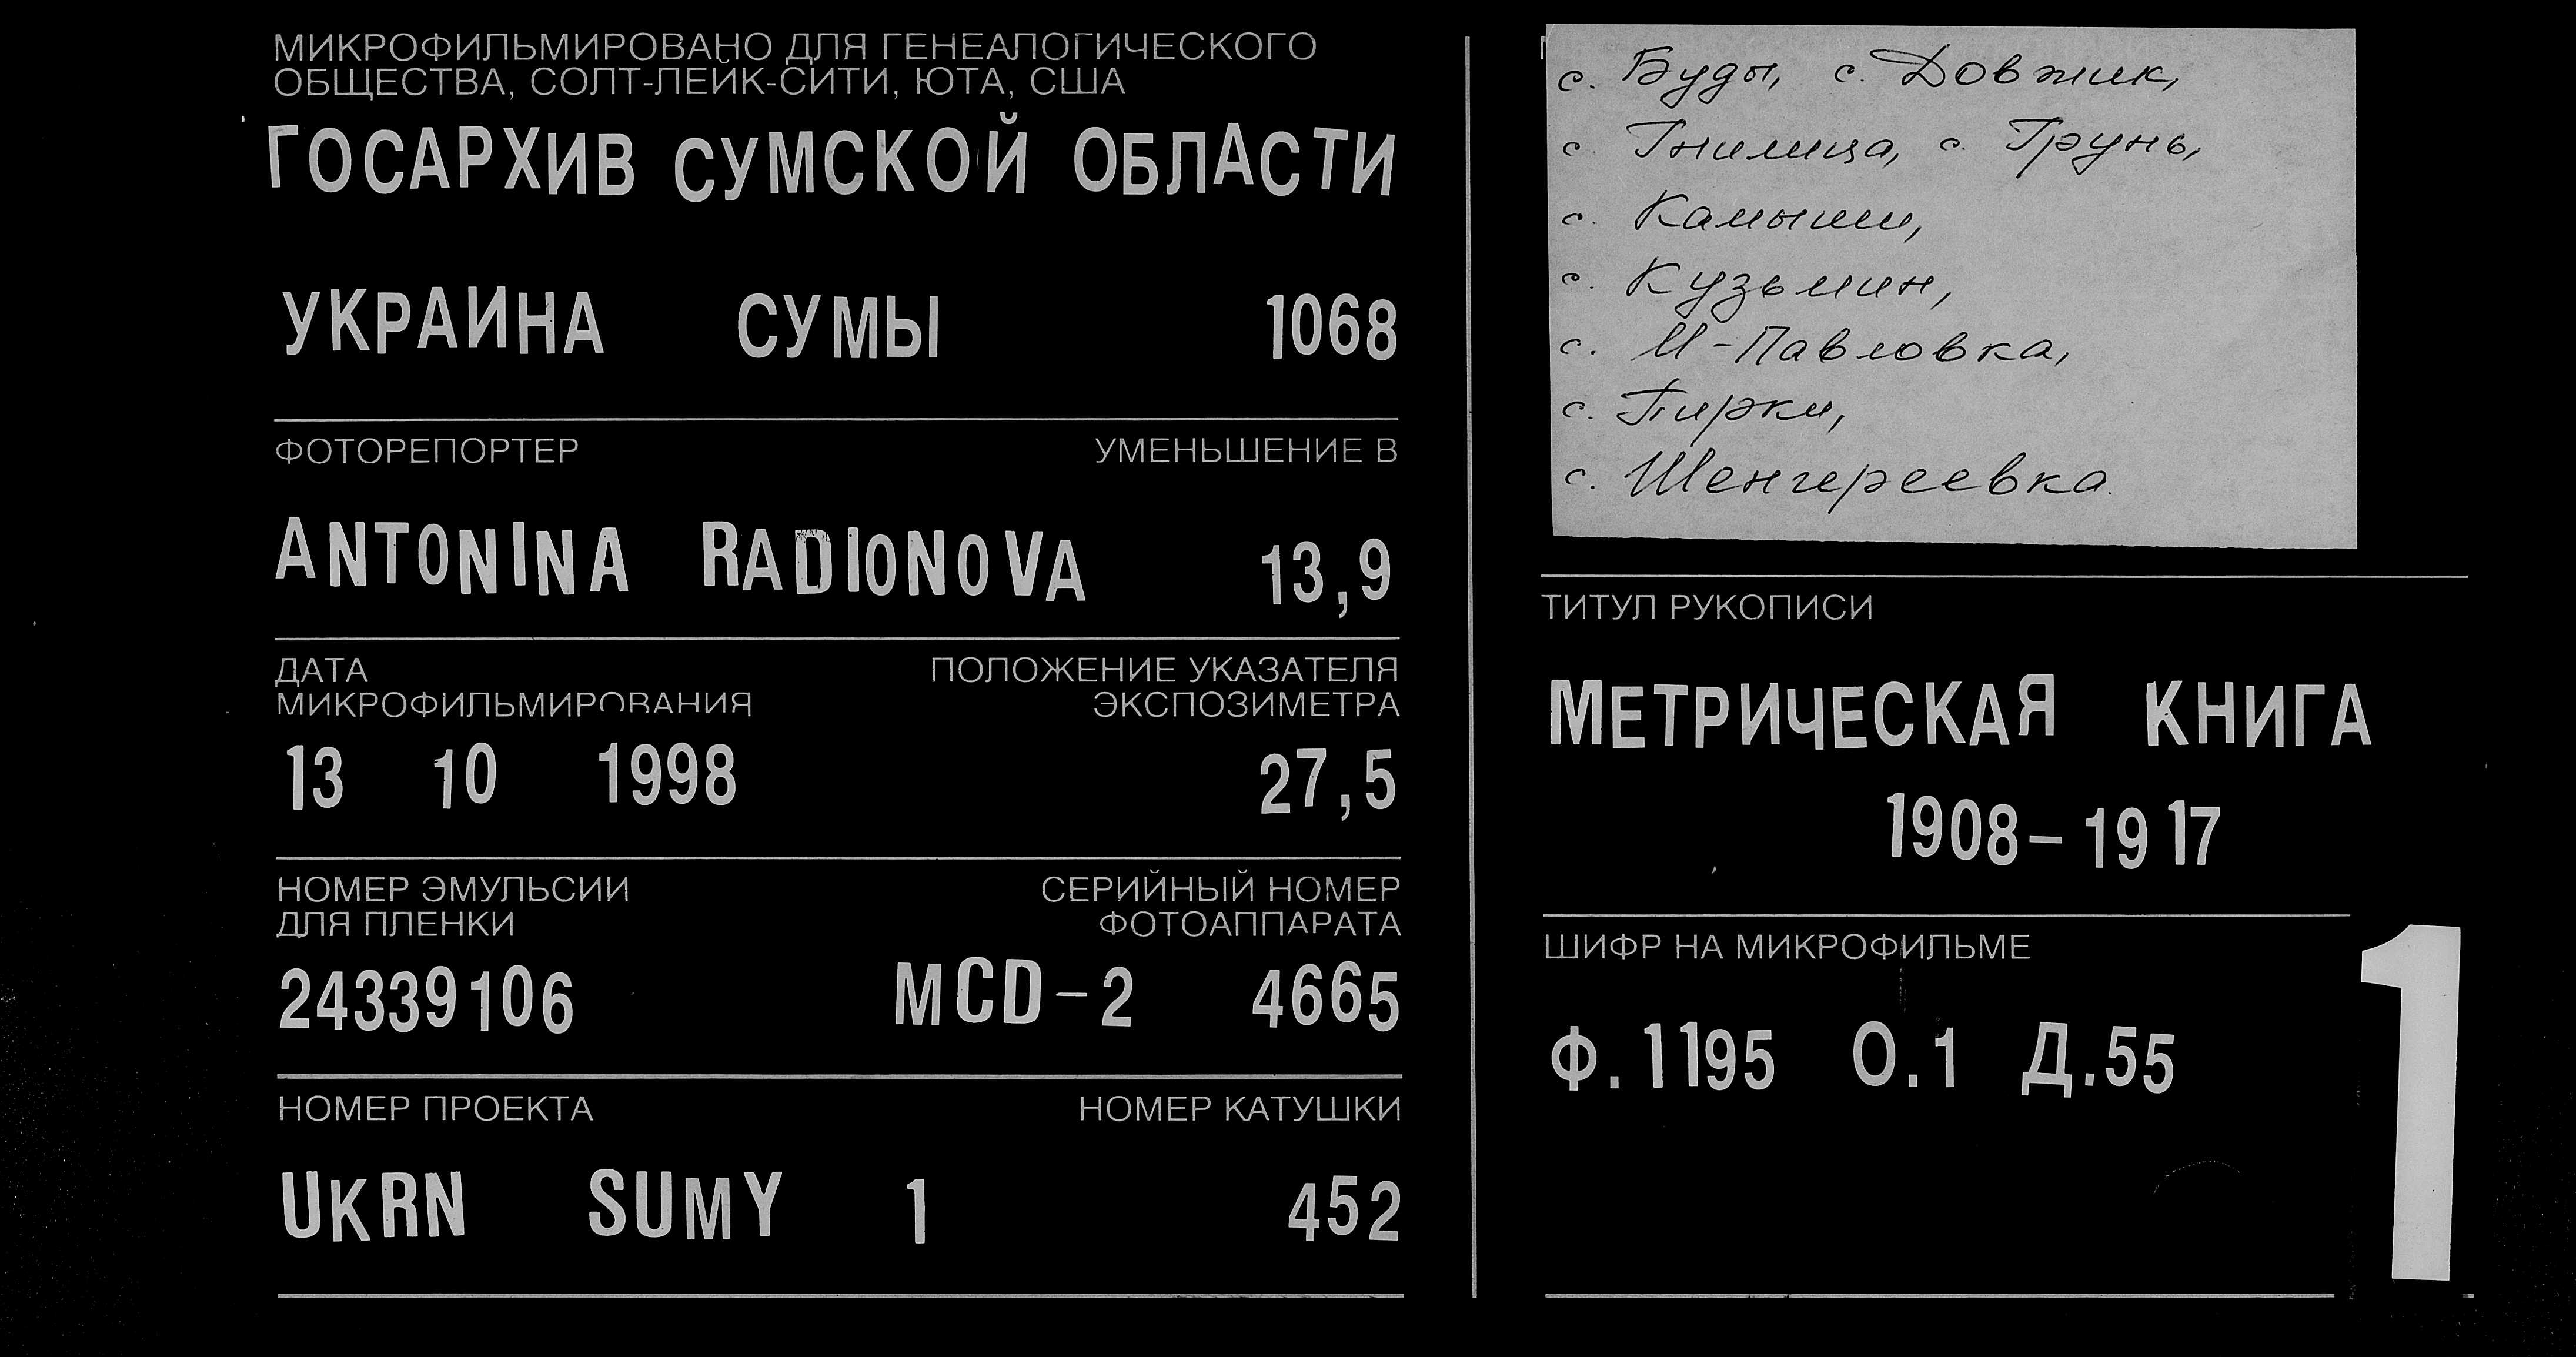 МИКРОФИЛЬМИРОВАНО ДЛЯ ГЕНЕАЛОГИЧЕСКОГО
ОБЩЕСТВА, СОЛТ-ЛЕЙК-СИТИ, ЮТА, США
ГОСАРХИВ СУМСКОЙ ОБЛАСТИ
УКРАИНА СУМЫ 1068
ФОТОРЕПОРТЕР УМЕНЬШЕНИЕ В
ANTONINA RADIONOVA 13,9
ДАТА ПОЛОЖЕНИЕ УКАЗАТЕЛЯ
МИКРОФИЛЬМИРОВАНИЯ ЭКСПОЗИМЕТРА
13 10 1998 27,5
НОМЕР ЭМУЛЬСИИ СЕРИЙНЫЙ НОМЕР
ДЛЯ ПЛЕНКИ ФОТОАППАРАТА
24339106 MCD-2 4665
НОМЕР ПРОЕКТА НОМЕР КАТУШКИ
UKRN SUMY 1 452
с. Буды, с. Довжик,
с. Гнилица, с. Грунь,
с. Камыши,
с. Кузьмин,
с. М-Павловка,
с. Пирки,
с. Шенгереевка.
ТИТУЛ РУКОПИСИ
МЕТРИЧЕСКАЯ КНИГА
1908-1917
ШИФР НА МИКРОФИЛЬМЕ
Ф.1195 О.1 Д.55
1